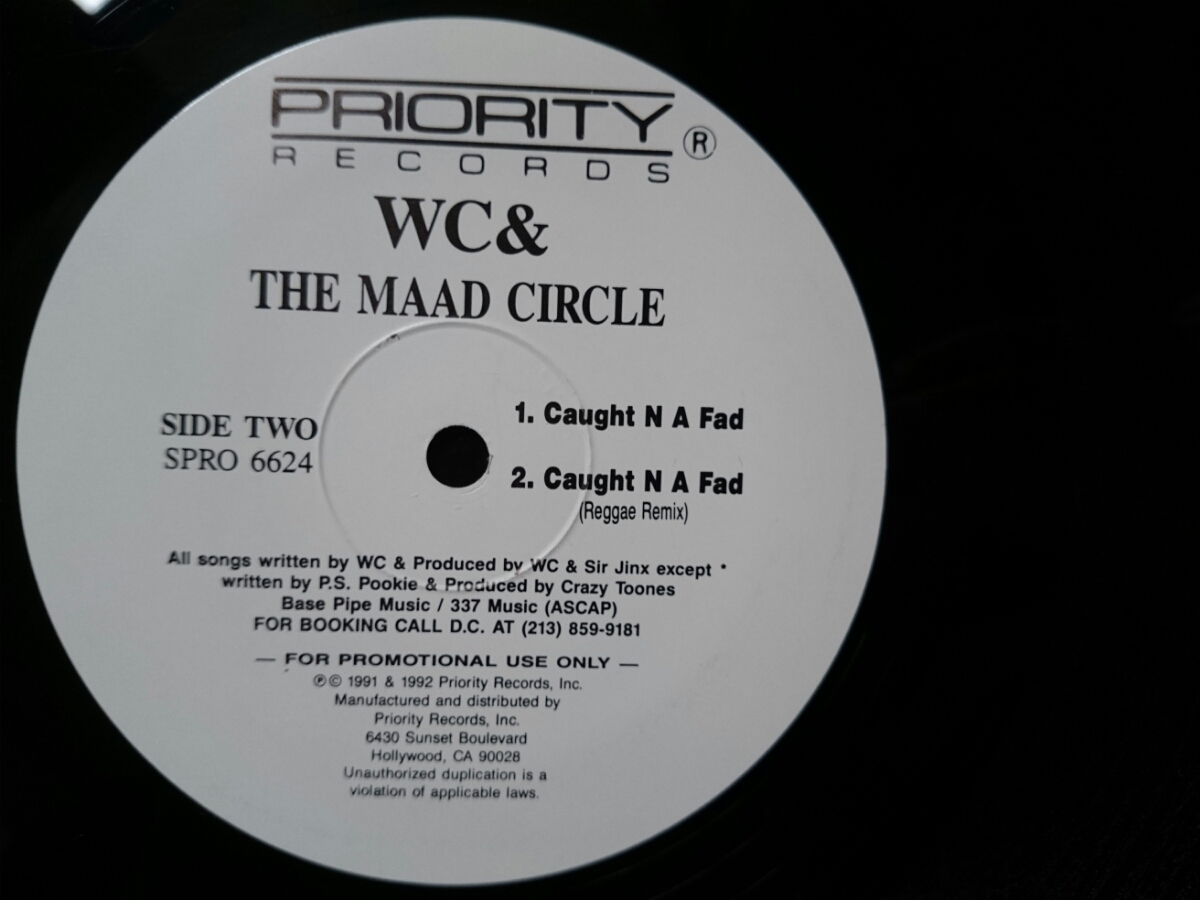 PRIORITY ®
RECORDS
WC&
THE MAAD CIRCLE
SIDE TWO
SPRO 6624
1. Caught N A Fad
2. Caught N A Fad
(Reggae Remix)
All songs written by WC & Produced by WC & Sir Jinx except *
written by P.S. Pookie & Produced by Crazy Toones
Base Pipe Music / 337 Music (ASCAP)
FOR BOOKING CALL D.C. AT (213) 859-9181
— FOR PROMOTIONAL USE ONLY —
℗© 1991 & 1992 Priority Records, Inc.
Manufactured and distributed by
Priority Records, Inc.
6430 Sunset Boulevard
Hollywood, CA 90028
Unauthorized duplication is a
violation of applicable laws.